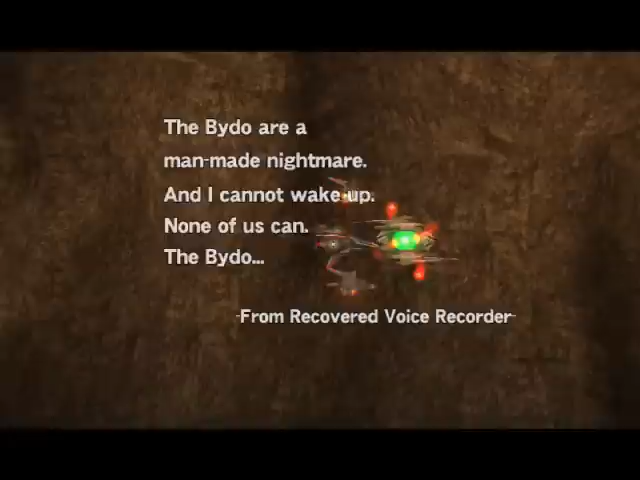 The Bydo are a
man-made nightmare.
And I cannot wake up.
None of us can.
The Bydo...
-From Recovered Voice Recorder-